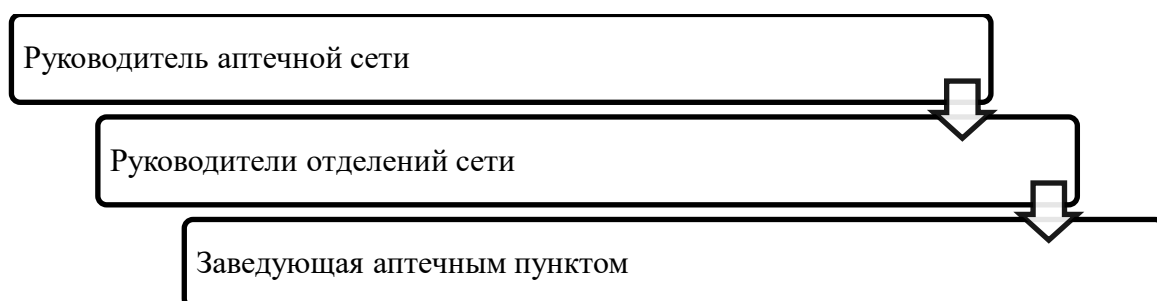 Руководитель аптечной сети
Руководители отделений сети
Заведующая аптечным пунктом